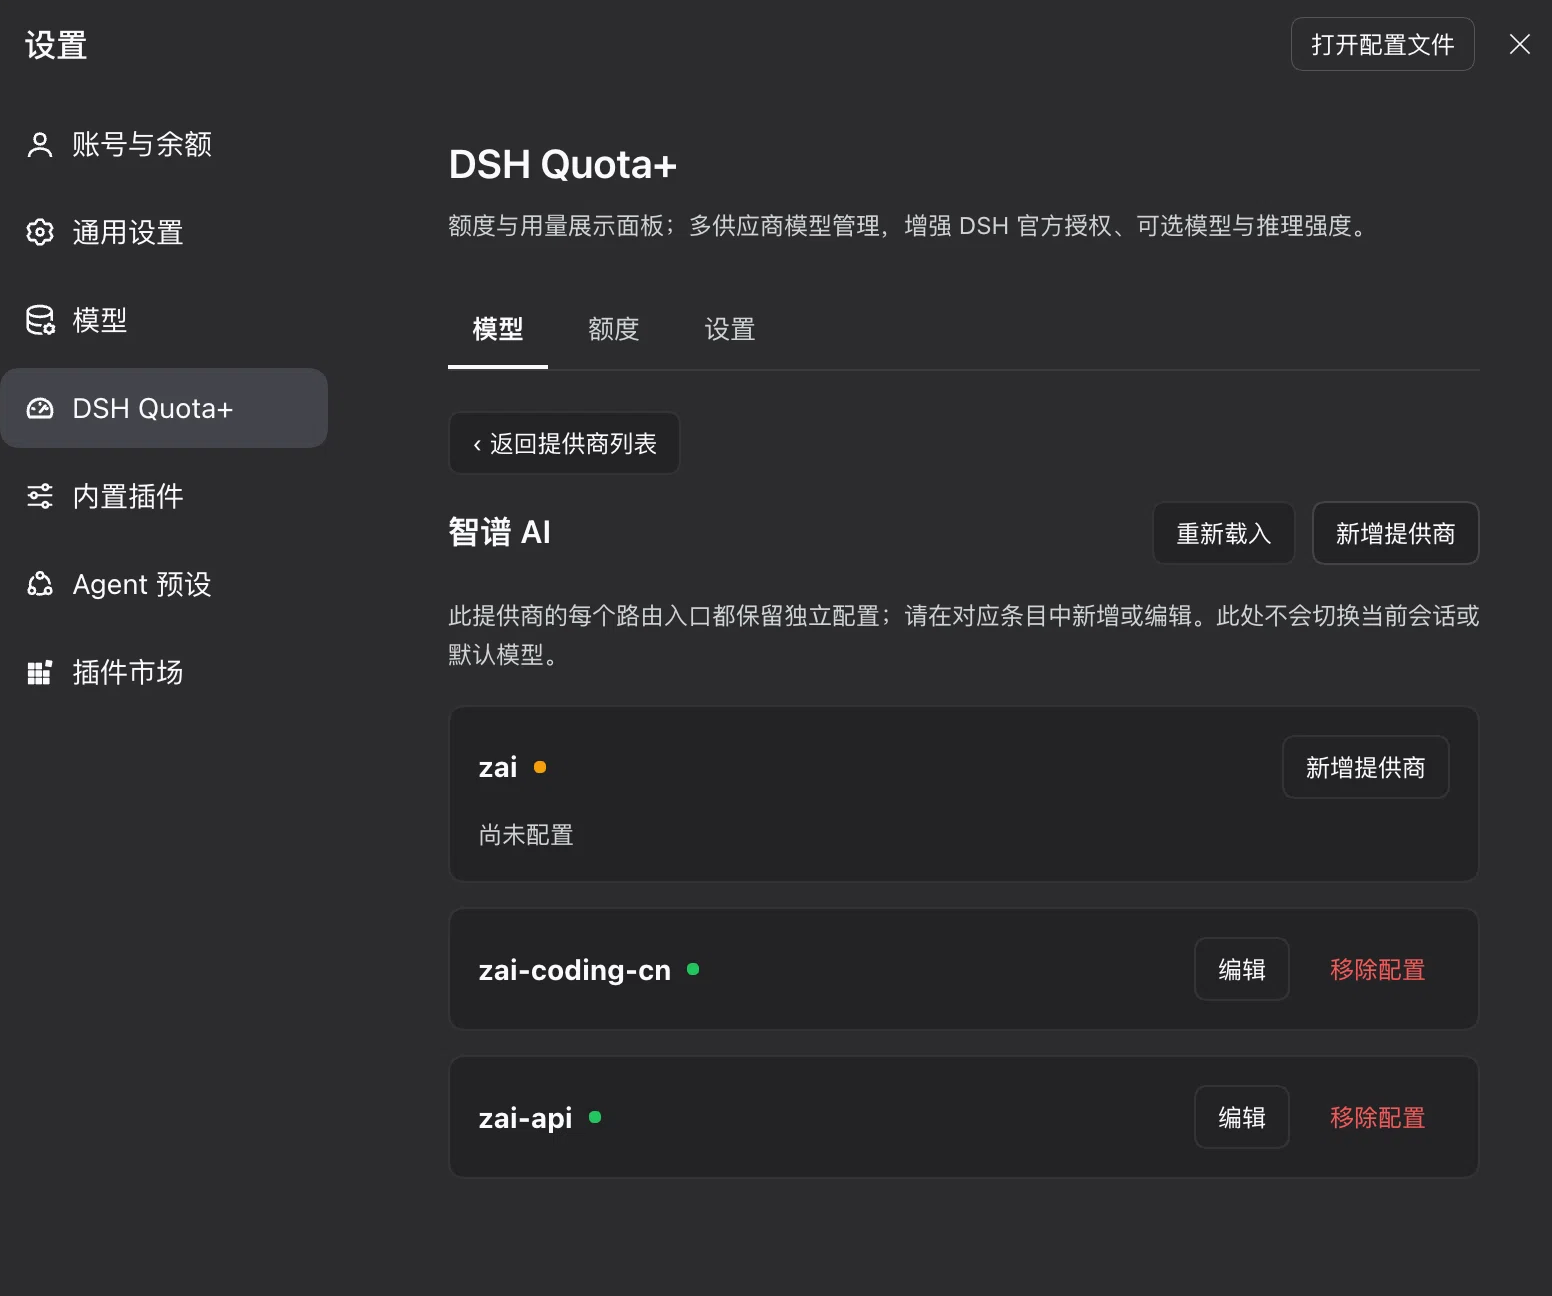 设置
打开配置文件
账号与余额
通用设置
模型
DSH Quota+
内置插件
Agent 预设
插件市场
DSH Quota+
额度与用量展示面板；多供应商模型管理，增强 DSH 官方授权、可选模型与推理强度。
模型 额度 设置
‹ 返回提供商列表
智谱 AI
重新载入 新增提供商
此提供商的每个路由入口都保留独立配置；请在对应条目中新增或编辑。此处不会切换当前会话或
默认模型。
zai
新增提供商
尚未配置
zai-coding-cn
编辑 移除配置
zai-api
编辑 移除配置